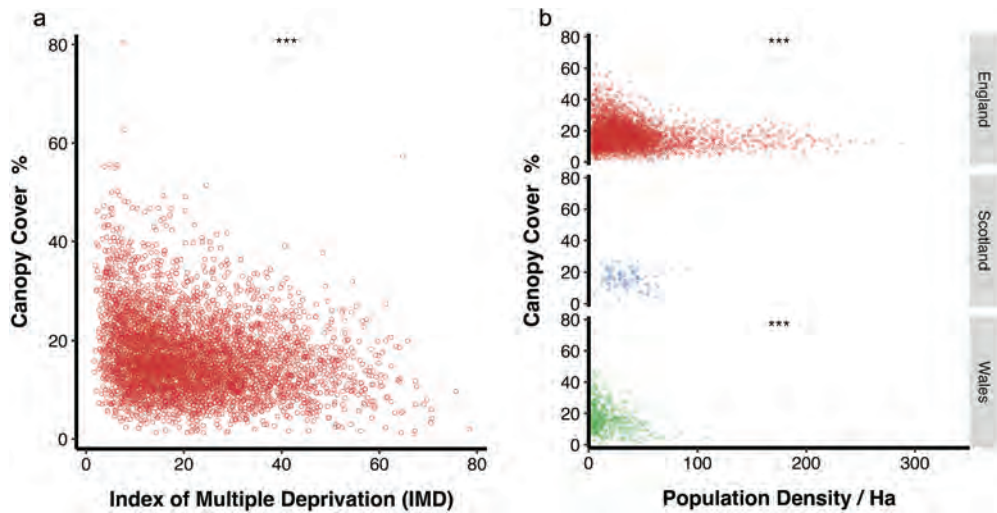 a
***
80
60
40
20
0
Canopy Cover %
0 20 40 60 80
Index of Multiple Deprivation (IMD)
b
***
80
60
40
20
0
England
80
60
40
20
0
Scotland
***
80
60
40
20
0
Wales
Canopy Cover %
0 100 200 300
Population Density / Ha